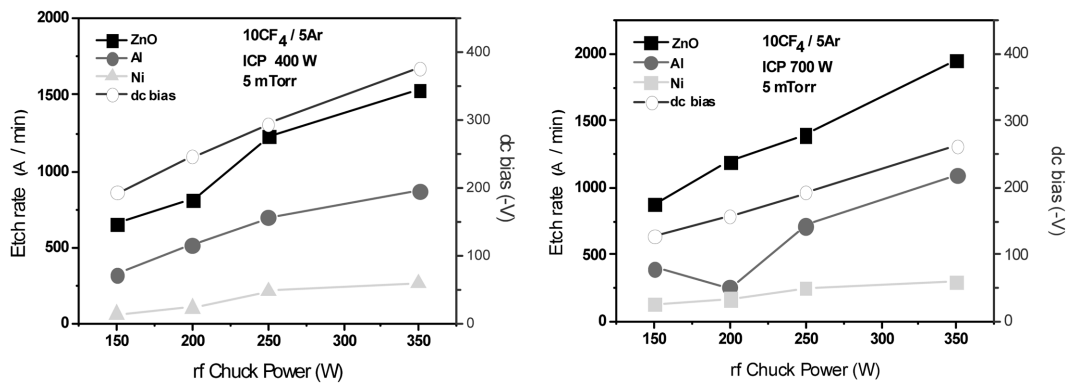 2000
1500
1000
500
0
Etch rate (A / min)
ZnO
Al
Ni
dc bias
10CF4 / 5Ar
ICP 400 W
5 mTorr
400
300
200
100
0
dc bias (-V)
150 200 250 300 350
rf Chuck Power (W)
2000
1500
1000
500
0
Etch rate (A / min)
ZnO
Al
Ni
dc bias
10CF4 / 5Ar
ICP 700 W
5 mTorr
400
300
200
100
0
dc bias (-V)
150 200 250 300 350
rf Chuck Power (W)